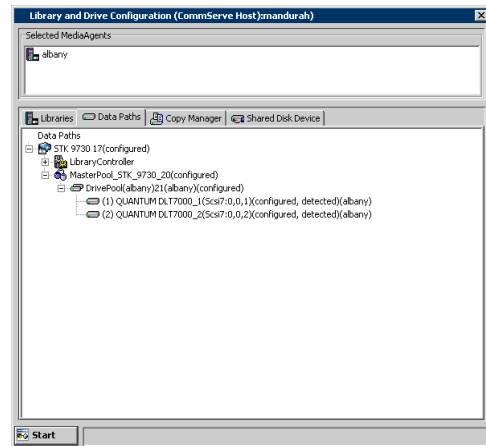 Library and Drive Configuration (CommServe Host):mandurah)
Selected MediaAgents
albany
Libraries Data Paths Copy Manager Shared Disk Device
Data Paths
STK 9730 17(configured)
LibraryController
MasterPool_STK_9730_20(configured)
DrivePool(albany)21(albany)(configured)
(1) QUANTUM DLT7000_1(Scsi7:0,0,1)(configured, detected)(albany)
(2) QUANTUM DLT7000_2(Scsi7:0,0,2)(configured, detected)(albany)
Start